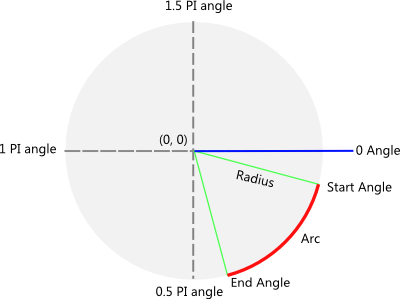 1.5 PI angle
(0, 0)
1 PI angle
0 Angle
Radius
Start Angle
Arc
End Angle
0.5 PI angle